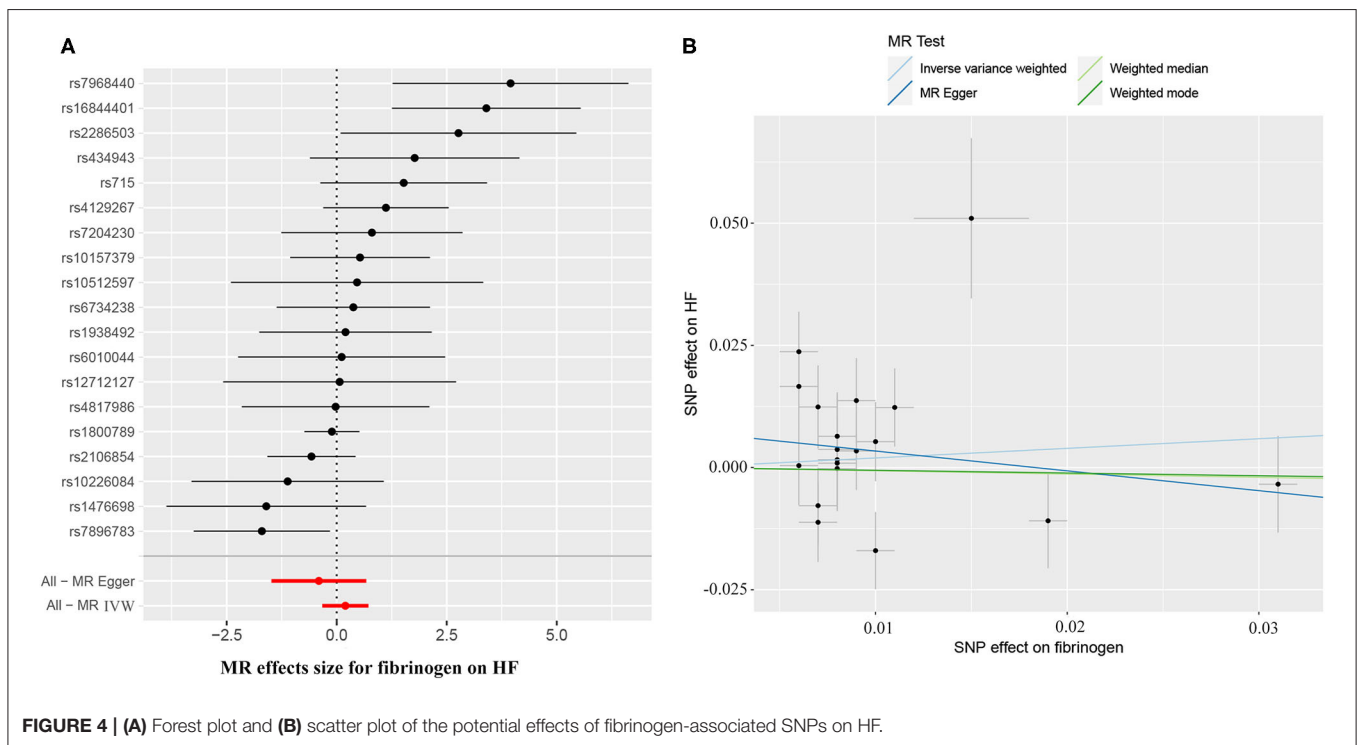 A
rs7968440
rs16844401
rs2286503
rs434943
rs715
rs4129267
rs7204230
rs10157379
rs10512597
rs6734238
rs1938492
rs6010044
rs12712127
rs4817986
rs1800789
rs2106854
rs10226084
rs1476698
rs7896783
All − MR Egger
All − MR IVW
−2.5 0.0 2.5 5.0
MR effects size for fibrinogen on HF
B
MR Test
Inverse variance weighted
Weighted median
MR Egger
Weighted mode
0.050
0.025
0.000
-0.025
SNP effect on HF
0.01 0.02 0.03
SNP effect on fibrinogen
FIGURE 4 | (A) Forest plot and (B) scatter plot of the potential effects of fibrinogen-associated SNPs on HF.